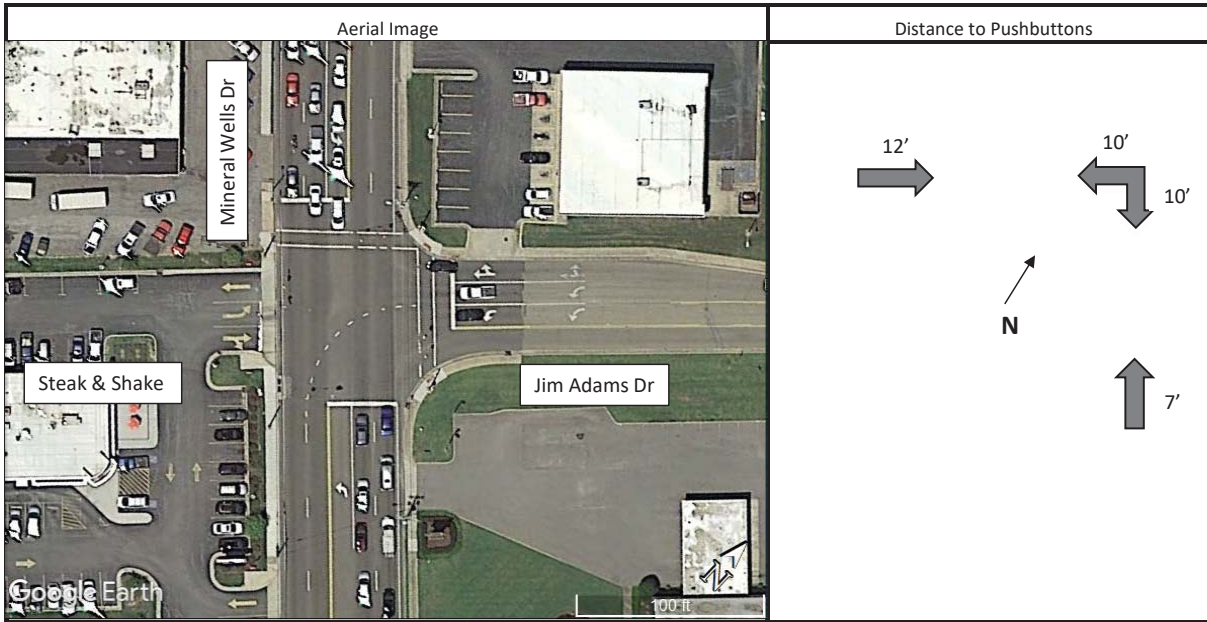 Aerial Image
Distance to Pushbuttons
Mineral Wells Dr
12’
10’
10’
N
Steak & Shake
Jim Adams Dr
7’
N
Google Earth
100 ft